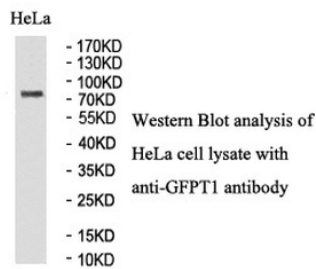 HeLa
- 170KD
- 130KD
- 100KD
- 70KD
- 55KD
- 40KD
- 35KD
- 25KD
- 15KD
- 10KD
Western Blot analysis of
HeLa cell lysate with
anti-GFPT1 antibody